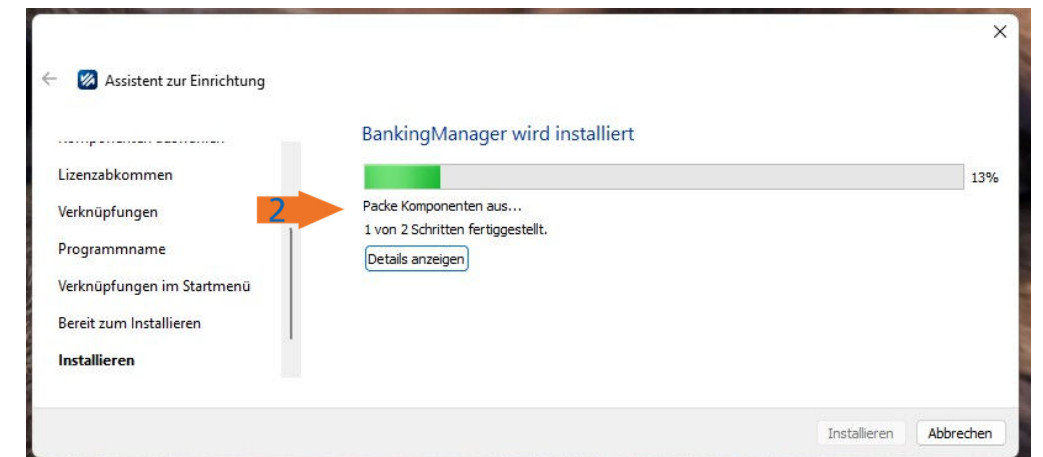 Assistent zur Einrichtung
Lizenzabkommen
Verknüpfungen
Programmname
Verknüpfungen im Startmenü
Bereit zum Installieren
Installieren
2
BankingManager wird installiert
13%
Packe Komponenten aus...
1 von 2 Schritten fertiggestellt.
Details anzeigen
Installieren
Abbrechen